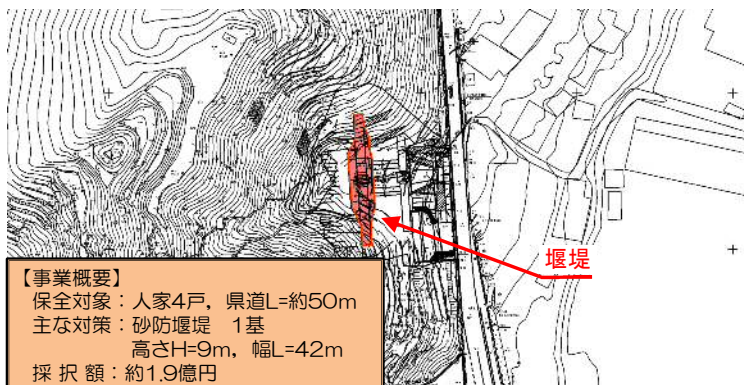 堰堤
【事業概要】
保全対象：人家4戸，県道L=約50m
主な対策：砂防堰堤　1基
高さH=9m，幅L=42m
採 択 額：約1.9億円